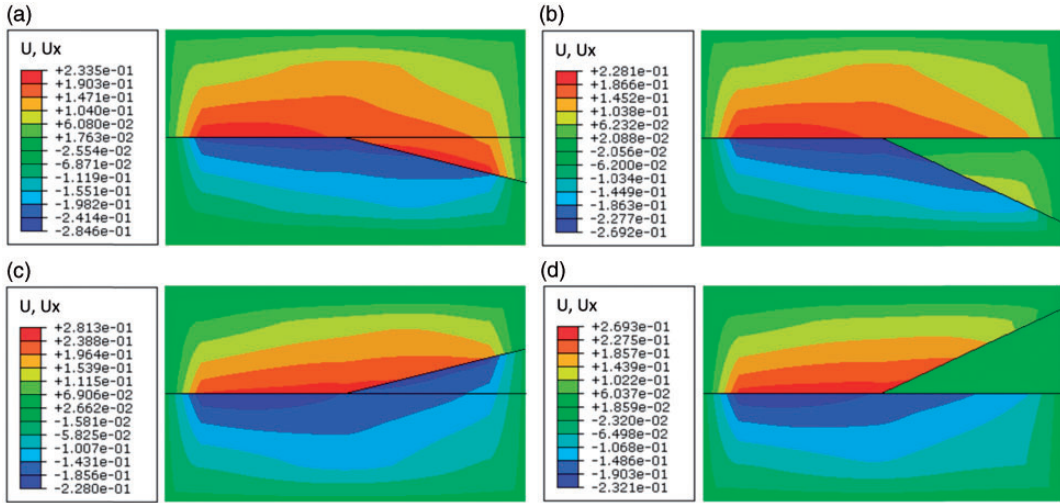 (a)
U, Ux
+2.335e-01
+1.903e-01
+1.471e-01
+1.040e-01
+6.080e-02
+1.763e-02
-2.554e-02
-6.871e-02
-1.119e-01
-1.551e-01
-1.982e-01
-2.414e-01
-2.846e-01
(b)
U, Ux
+2.281e-01
+1.866e-01
+1.452e-01
+1.038e-01
+6.232e-02
+2.088e-02
-2.056e-02
-6.200e-02
-1.034e-01
-1.449e-01
-1.863e-01
-2.277e-01
-2.692e-01
(c)
U, Ux
+2.813e-01
+2.388e-01
+1.964e-01
+1.539e-01
+1.115e-01
+6.906e-02
+2.662e-02
-1.581e-02
-5.825e-02
-1.007e-01
-1.431e-01
-1.856e-01
-2.280e-01
(d)
U, Ux
+2.693e-01
+2.275e-01
+1.857e-01
+1.439e-01
+1.022e-01
+6.037e-02
+1.859e-02
-2.320e-02
-6.498e-02
-1.068e-01
-1.486e-01
-1.903e-01
-2.321e-01